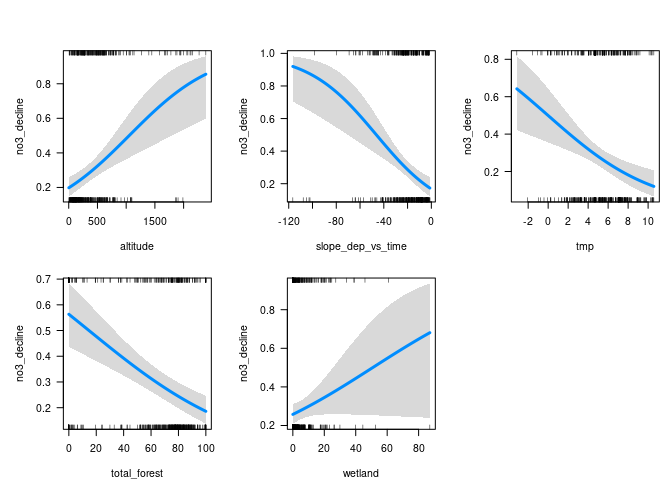 no3_decline
0.8
0.6
0.4
0.2
0 500 1500
altitude
no3_decline
1.0
0.8
0.6
0.4
0.2
-120 -80 -40 0
slope_dep_vs_time
no3_decline
0.8
0.6
0.4
0.2
0.0
-2 0 2 4 6 8 10
tmp
no3_decline
0.7
0.6
0.5
0.4
0.3
0.2
0 20 40 60 80 100
total_forest
no3_decline
0.8
0.6
0.4
0.2
0 20 40 60 80
wetland